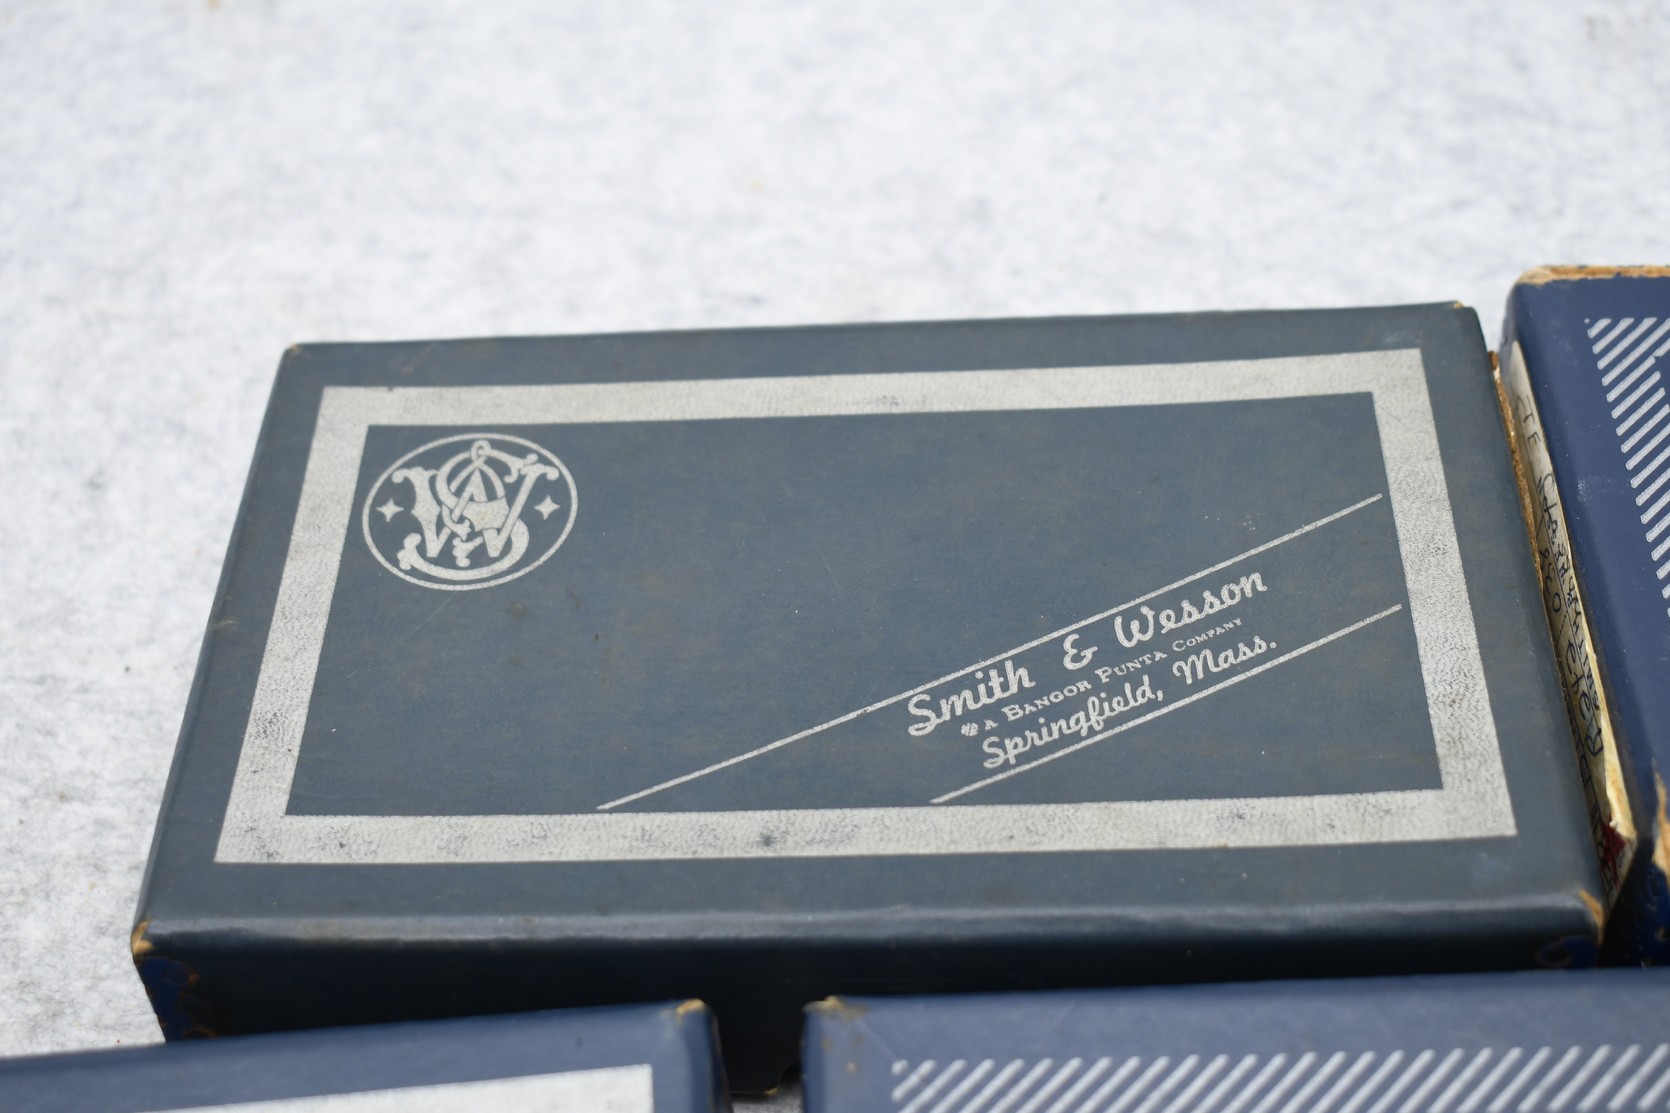 Smith & Wesson
A BANGOR PUNTA COMPANY
Springfield, Mass.